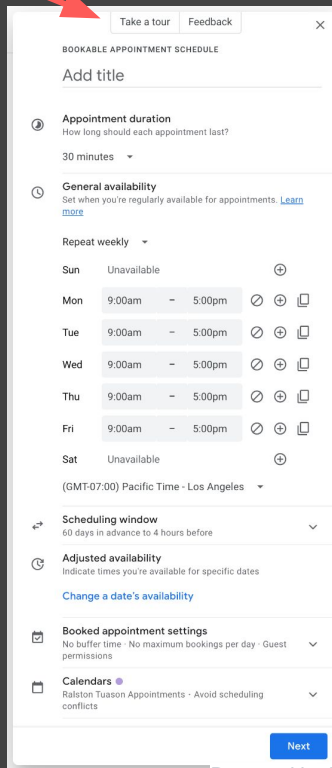 Take a tour Feedback
BOOKABLE APPOINTMENT SCHEDULE
Add title
Appointment duration
How long should each appointment last?
30 minutes
General availability
Set when you're regularly available for appointments. Learn
more
Repeat weekly
Sun Unavailable
Mon 9:00am – 5:00pm
Tue 9:00am – 5:00pm
Wed 9:00am – 5:00pm
Thu 9:00am – 5:00pm
Fri 9:00am – 5:00pm
Sat Unavailable
(GMT-07:00) Pacific Time - Los Angeles
Scheduling window
60 days in advance to 4 hours before
Adjusted availability
Indicate times you're available for specific dates
Change a date's availability
Booked appointment settings
No buffer time · No maximum bookings per day · Guest
permissions
Calendars
Ralston Tuason Appointments · Avoid scheduling
conflicts
Next